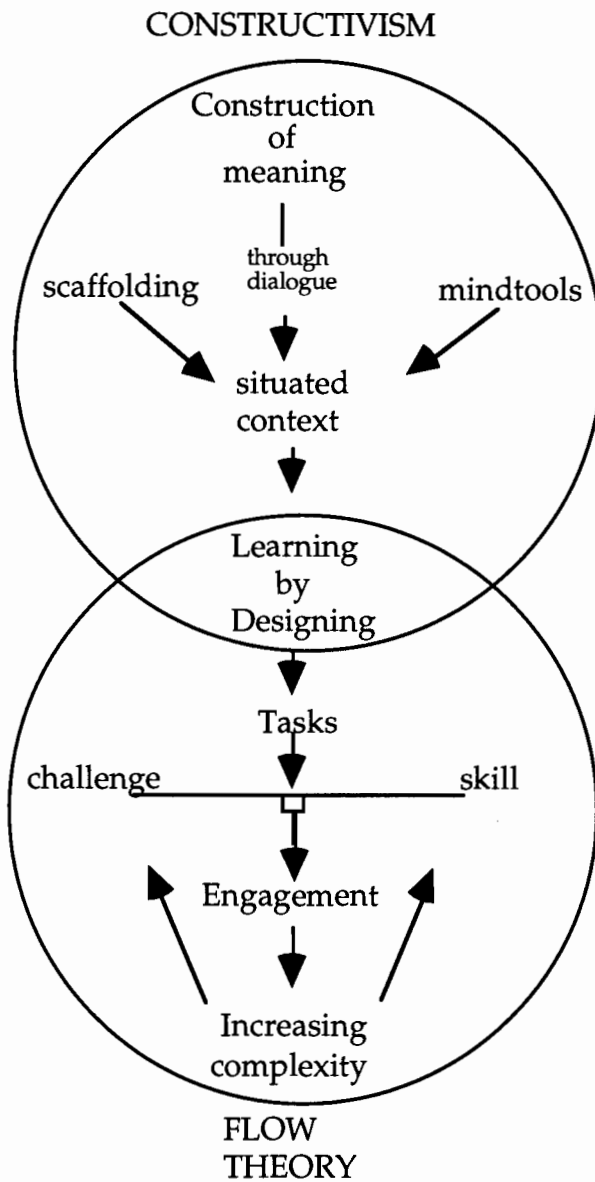 CONSTRUCTIVISM
Construction
of
meaning
through
dialogue
scaffolding
mindtools
situated
context
Learning
by
Designing
Tasks
challenge
skill
Engagement
Increasing
complexity
FLOW
THEORY